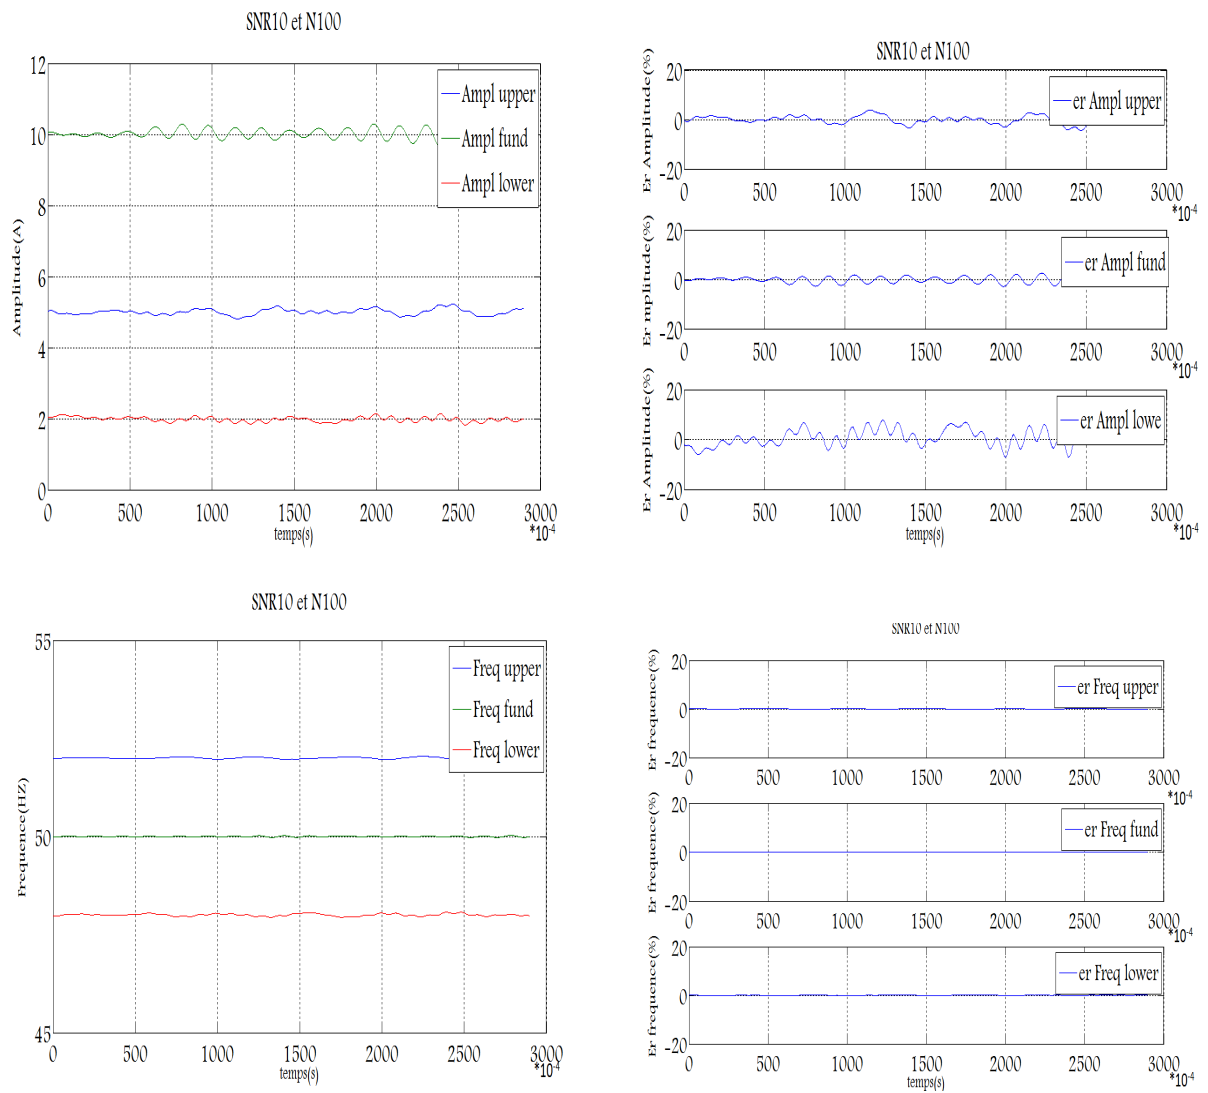 SNR10 et N100
Amplitude(A)
12
10
8
6
4
2
0
Ampl upper
Ampl fund
Ampl lower
0 500 1000 1500 2000 2500 3000
*10-4
temps(s)
SNR10 et N100
Er Amplitude(%)
20
0
-20
er Ampl upper
0 500 1000 1500 2000 2500 3000
*10-4
Er mplitude(%)
20
0
-20
er Ampl fund
0 500 1000 1500 2000 2500 3000
*10-4
Er Amplitude(%)
20
0
-20
er Ampl lowe
0 500 1000 1500 2000 2500 3000
*10-4
temps(s)
SNR10 et N100
Frequence(HZ)
55
50
45
Freq upper
Freq fund
Freq lower
0 500 1000 1500 2000 2500 3000
*10-4
temps(s)
SNR10 et N100
Er frequence(%)
20
0
-20
er Freq upper
0 500 1000 1500 2000 2500 3000
*10-4
Er frequence(%)
20
0
-20
er Freq fund
0 500 1000 1500 2000 2500 3000
*10-4
Er frequence(%)
20
0
-20
er Freq lower
0 500 1000 1500 2000 2500 3000
*10-4
temps(s)